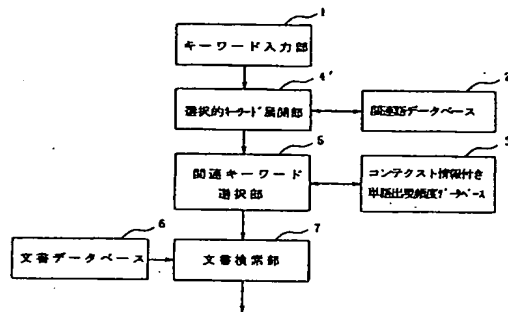 1
キーワード入力部
4'
選択的キーワード展開部
2
関連語データベース
5
関連キーワード
選択部
3
コンテクスト情報付き
単語出現頻度データベース
6
文書データベース
7
文書検索部